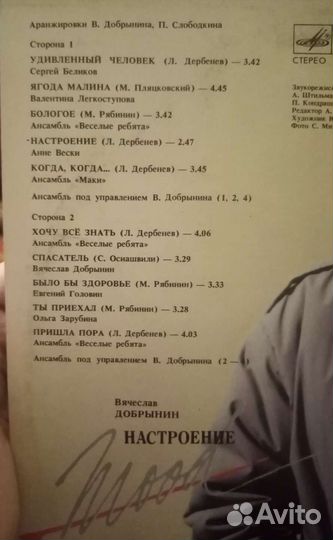 Аранжировки В. Добрынина, П. Слободкина
Сторона 1
УДИВЛЕННЫЙ ЧЕЛОВЕК (Л. Дербенев) — 3.42
Сергей Беликов
ЯГОДА МАЛИНА (М. Пляцковский) — 4.45
Валентина Легкоступова
БОЛОГОЕ (М. Рябинин) — 3.42
Ансамбль «Веселые ребята»
НАСТРОЕНИЕ (Л. Дербенев) — 2.47
Анне Вески
КОГДА, КОГДА... (Л. Дербенев) — 3.45
Ансамбль «Маки»
Ансамбль под управлением В. Добрынина (1, 2, 4)
Сторона 2
ХОЧУ ВСЁ ЗНАТЬ (Л. Дербенев) — 4.06
Ансамбль «Веселые ребята»
СПАСАТЕЛЬ (С. Осиашвили) — 3.29
Вячеслав Добрынин
БЫЛО БЫ ЗДОРОВЬЕ (М. Рябинин) — 3.33
Евгений Головин
ТЫ ПРИЕХАЛ (М. Рябинин) — 3.28
Ольга Зарубина
ПРИШЛА ПОРА (Л. Дербенев) — 4.03
Ансамбль «Веселые ребята»
Ансамбль под управлением В. Добрынина (2—4)
СТЕРЕО
Звукорежис
А. Штильма
П. Кондраш
Редактор А.
Художник
Фото С. Ми
Вячеслав
ДОБРЫНИН
НАСТРОЕНИЕ
Mood
Avito